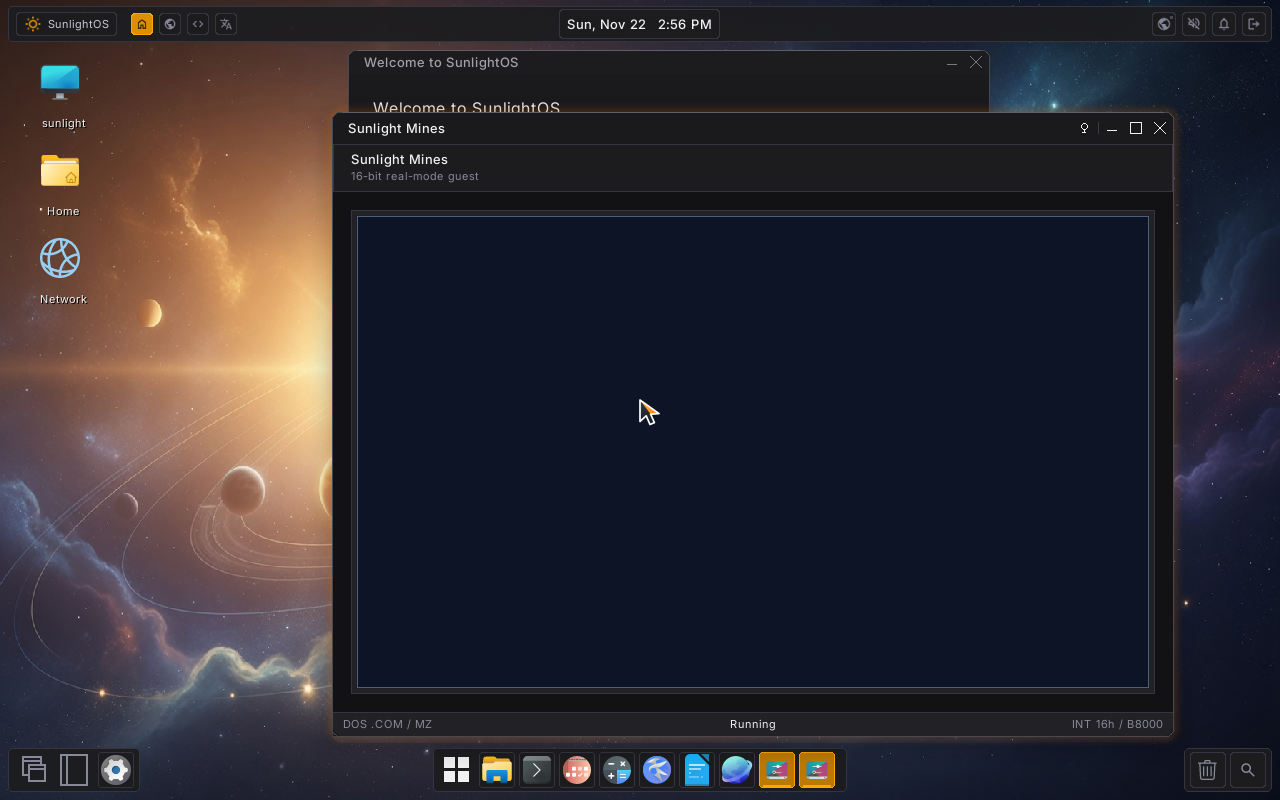 SunlightOS
Sun, Nov 22 2:56 PM
sunlight
Home
Network
Welcome to SunlightOS
Welcome to SunlightOS
Sunlight Mines
Sunlight Mines
16-bit real-mode guest
DOS .COM / MZ
Running
INT 16h / B8000